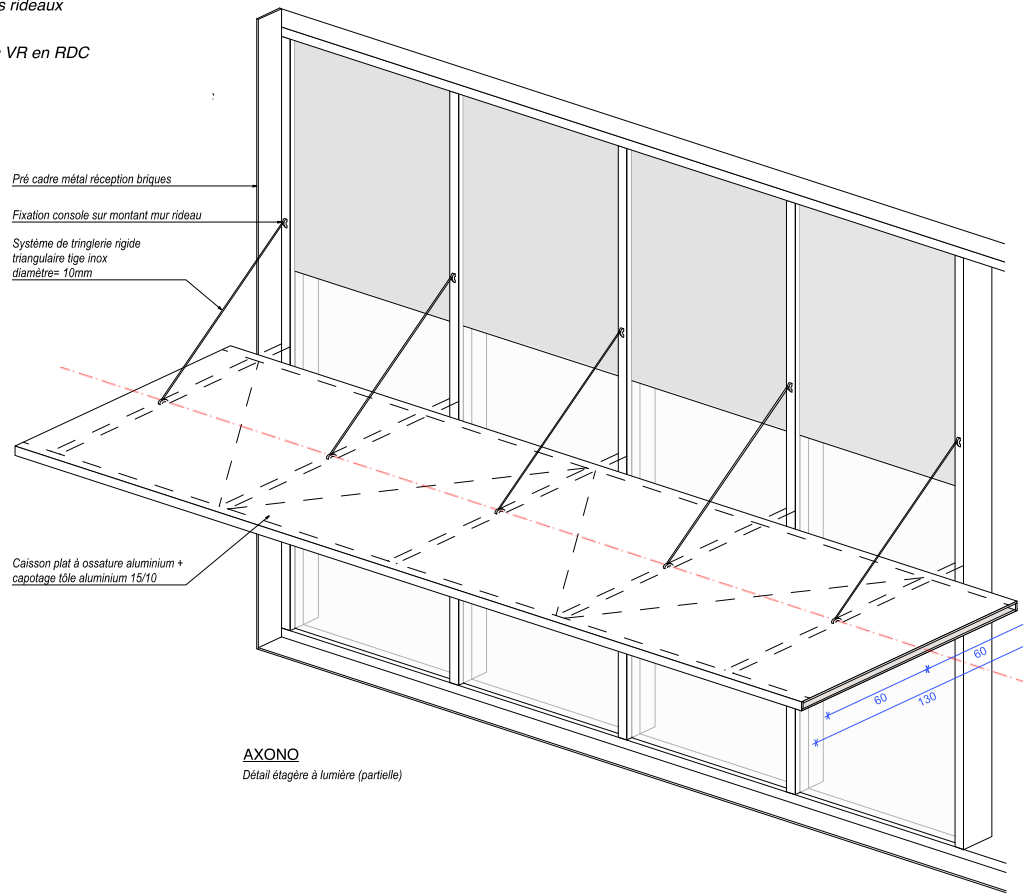 s rideaux
VR en RDC
Pré cadre métal réception briques
Fixation console sur montant mur rideau
Système de tringlerie rigide
triangulaire tige inox
diamètre= 10mm
Caisson plat à ossature aluminium +
capotage tôle aluminium 15/10
60
60
130
AXONO
Détail étagère à lumière (partielle)